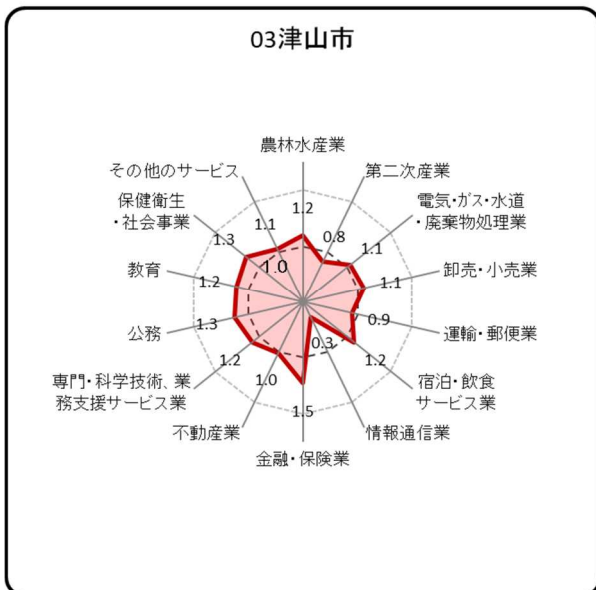 03津山市
農林水産業
1.2
第二次産業
0.8
電気・ガス・水道
・廃棄物処理業
1.1
卸売・小売業
1.1
運輸・郵便業
0.9
宿泊・飲食
サービス業
1.2
情報通信業
0.3
金融・保険業
1.5
不動産業
1.0
専門・科学技術、業
務支援サービス業
1.2
公務
1.3
教育
1.2
保健衛生
・社会事業
1.3
その他のサービス
1.1
1.0